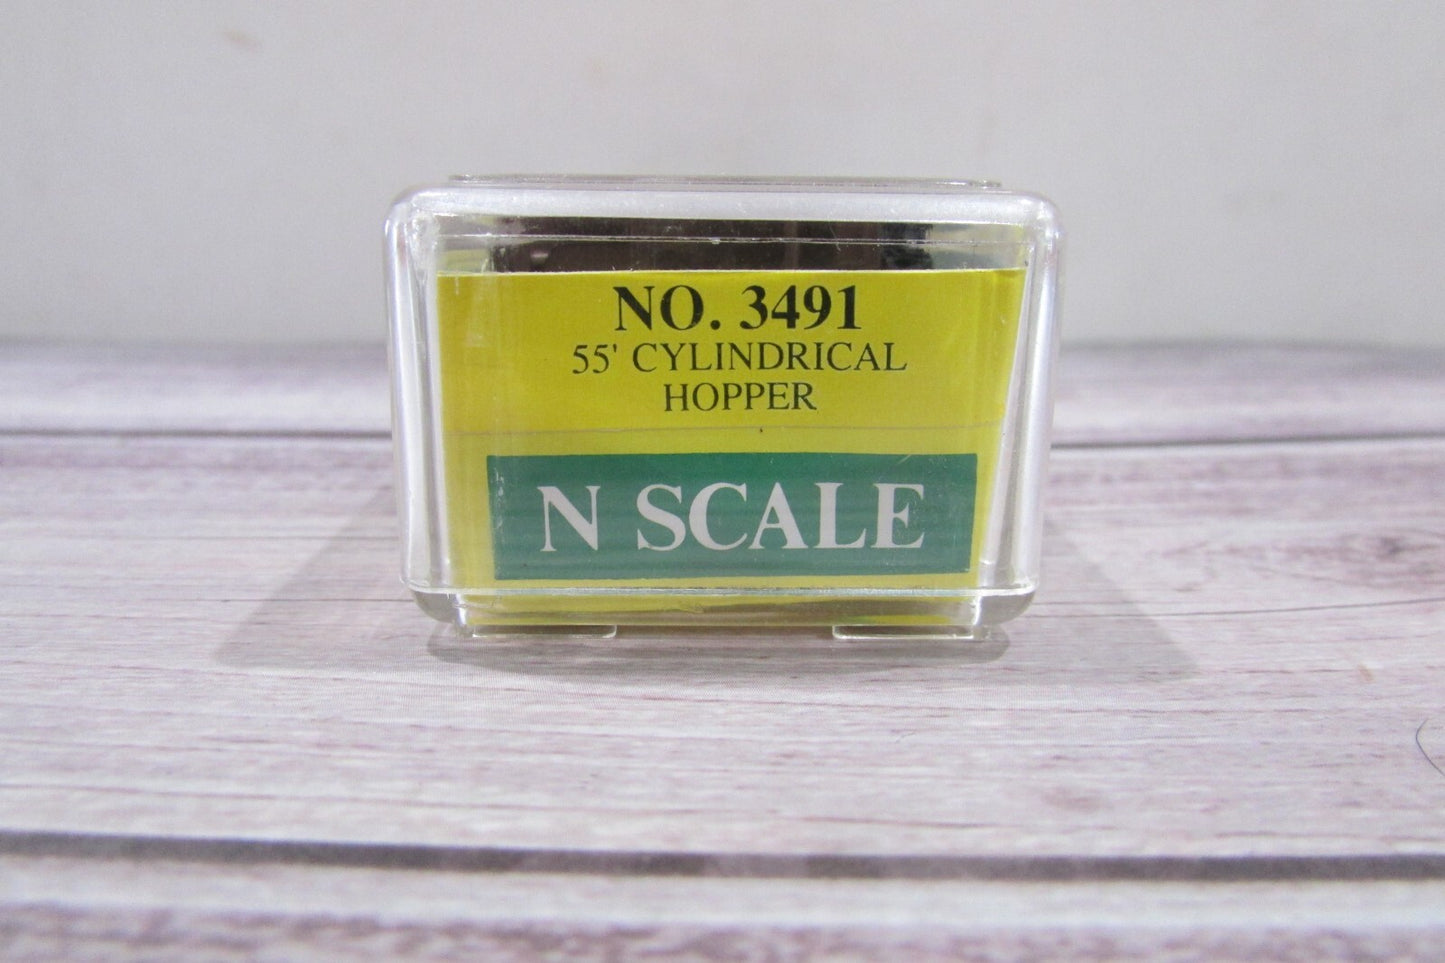 NO. 3491
55' CYLINDRICAL
HOPPER
N SCALE